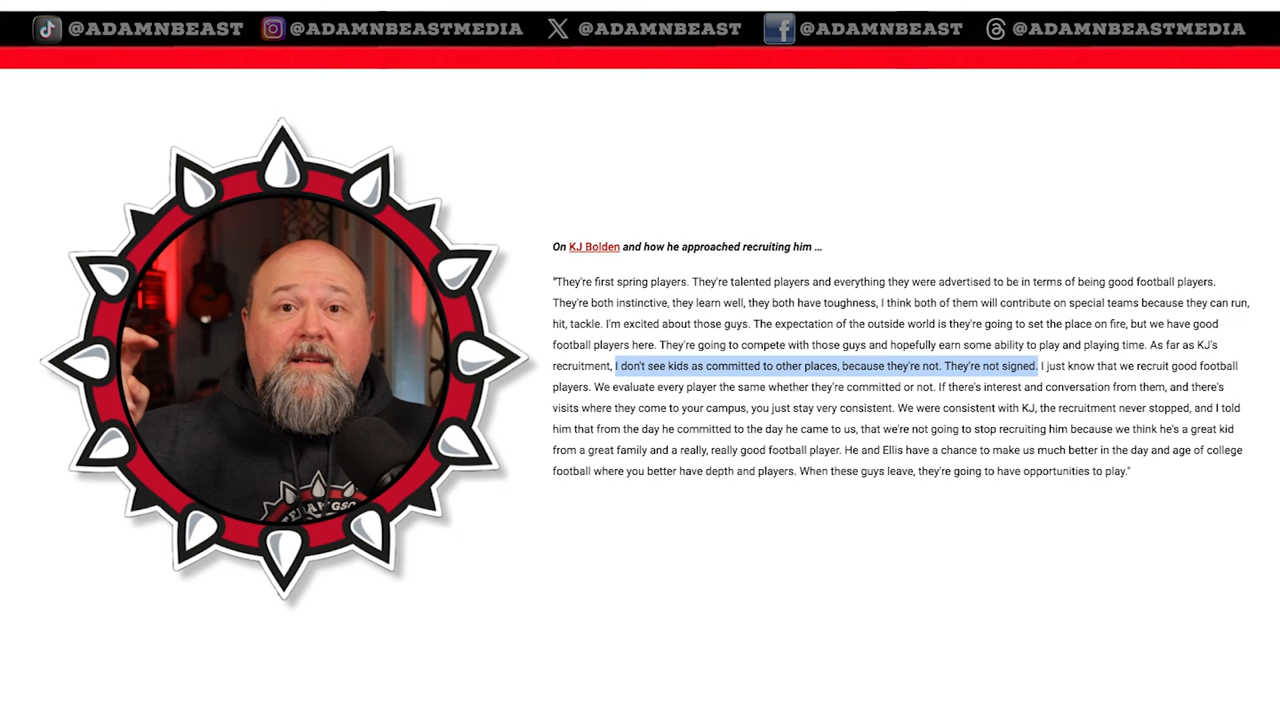 @ADAMNBEAST @ADAMNBEASTMEDIA @ADAMNBEAST @ADAMNBEAST @ADAMNBEASTMEDIA
On KJ Bolden and how he approached recruiting him ...
"They're first spring players. They're talented players and everything they were advertised to be in terms of being good football players.
They're both instinctive, they learn well, they both have toughness, I think both of them will contribute on special teams because they can run,
hit, tackle. I'm excited about those guys. The expectation of the outside world is they're going to set the place on fire, but we have good
football players here. They're going to compete with those guys and hopefully earn some ability to play and playing time. As far as KJ's
recruitment, I don't see kids as committed to other places, because they're not. They're not signed. I just know that we recruit good football
players. We evaluate every player the same whether they're committed or not. If there's interest and conversation from them, and there's
visits where they come to your campus, you just stay very consistent. We were consistent with KJ, the recruitment never stopped, and I told
him that from the day he committed to the day he came to us, that we're not going to stop recruiting him because we think he's a great kid
from a great family and a really, really good football player. He and Ellis have a chance to make us much better in the day and age of college
football where you better have depth and players. When these guys leave, they're going to have opportunities to play."